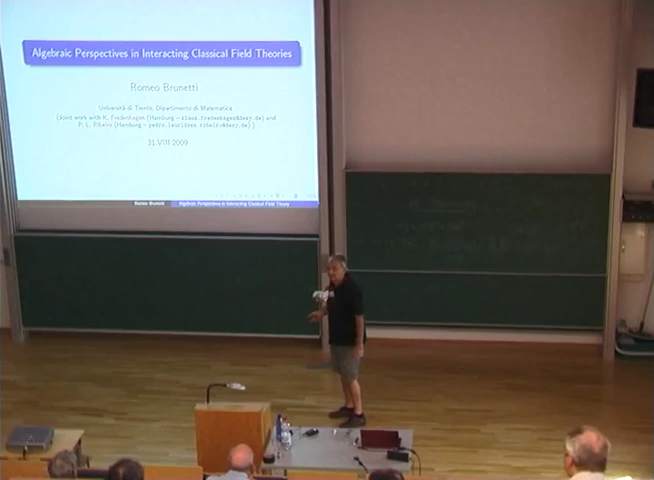 Algebraic Perspectives in Interacting Classical Field Theories
Romeo Brunetti
Università di Trento, Dipartimento di Matematica
(Joint work with K. Fredenhagen (Hamburg - klaus.fredenhagen@desy.de) and
P. L. Ribeiro (Hamburg - pedro.lauridsen.ribeiro@desy.de))
11.VIII 2009
Romeo Brunetti Algebraic Perspectives in Interacting Classical Field Theory